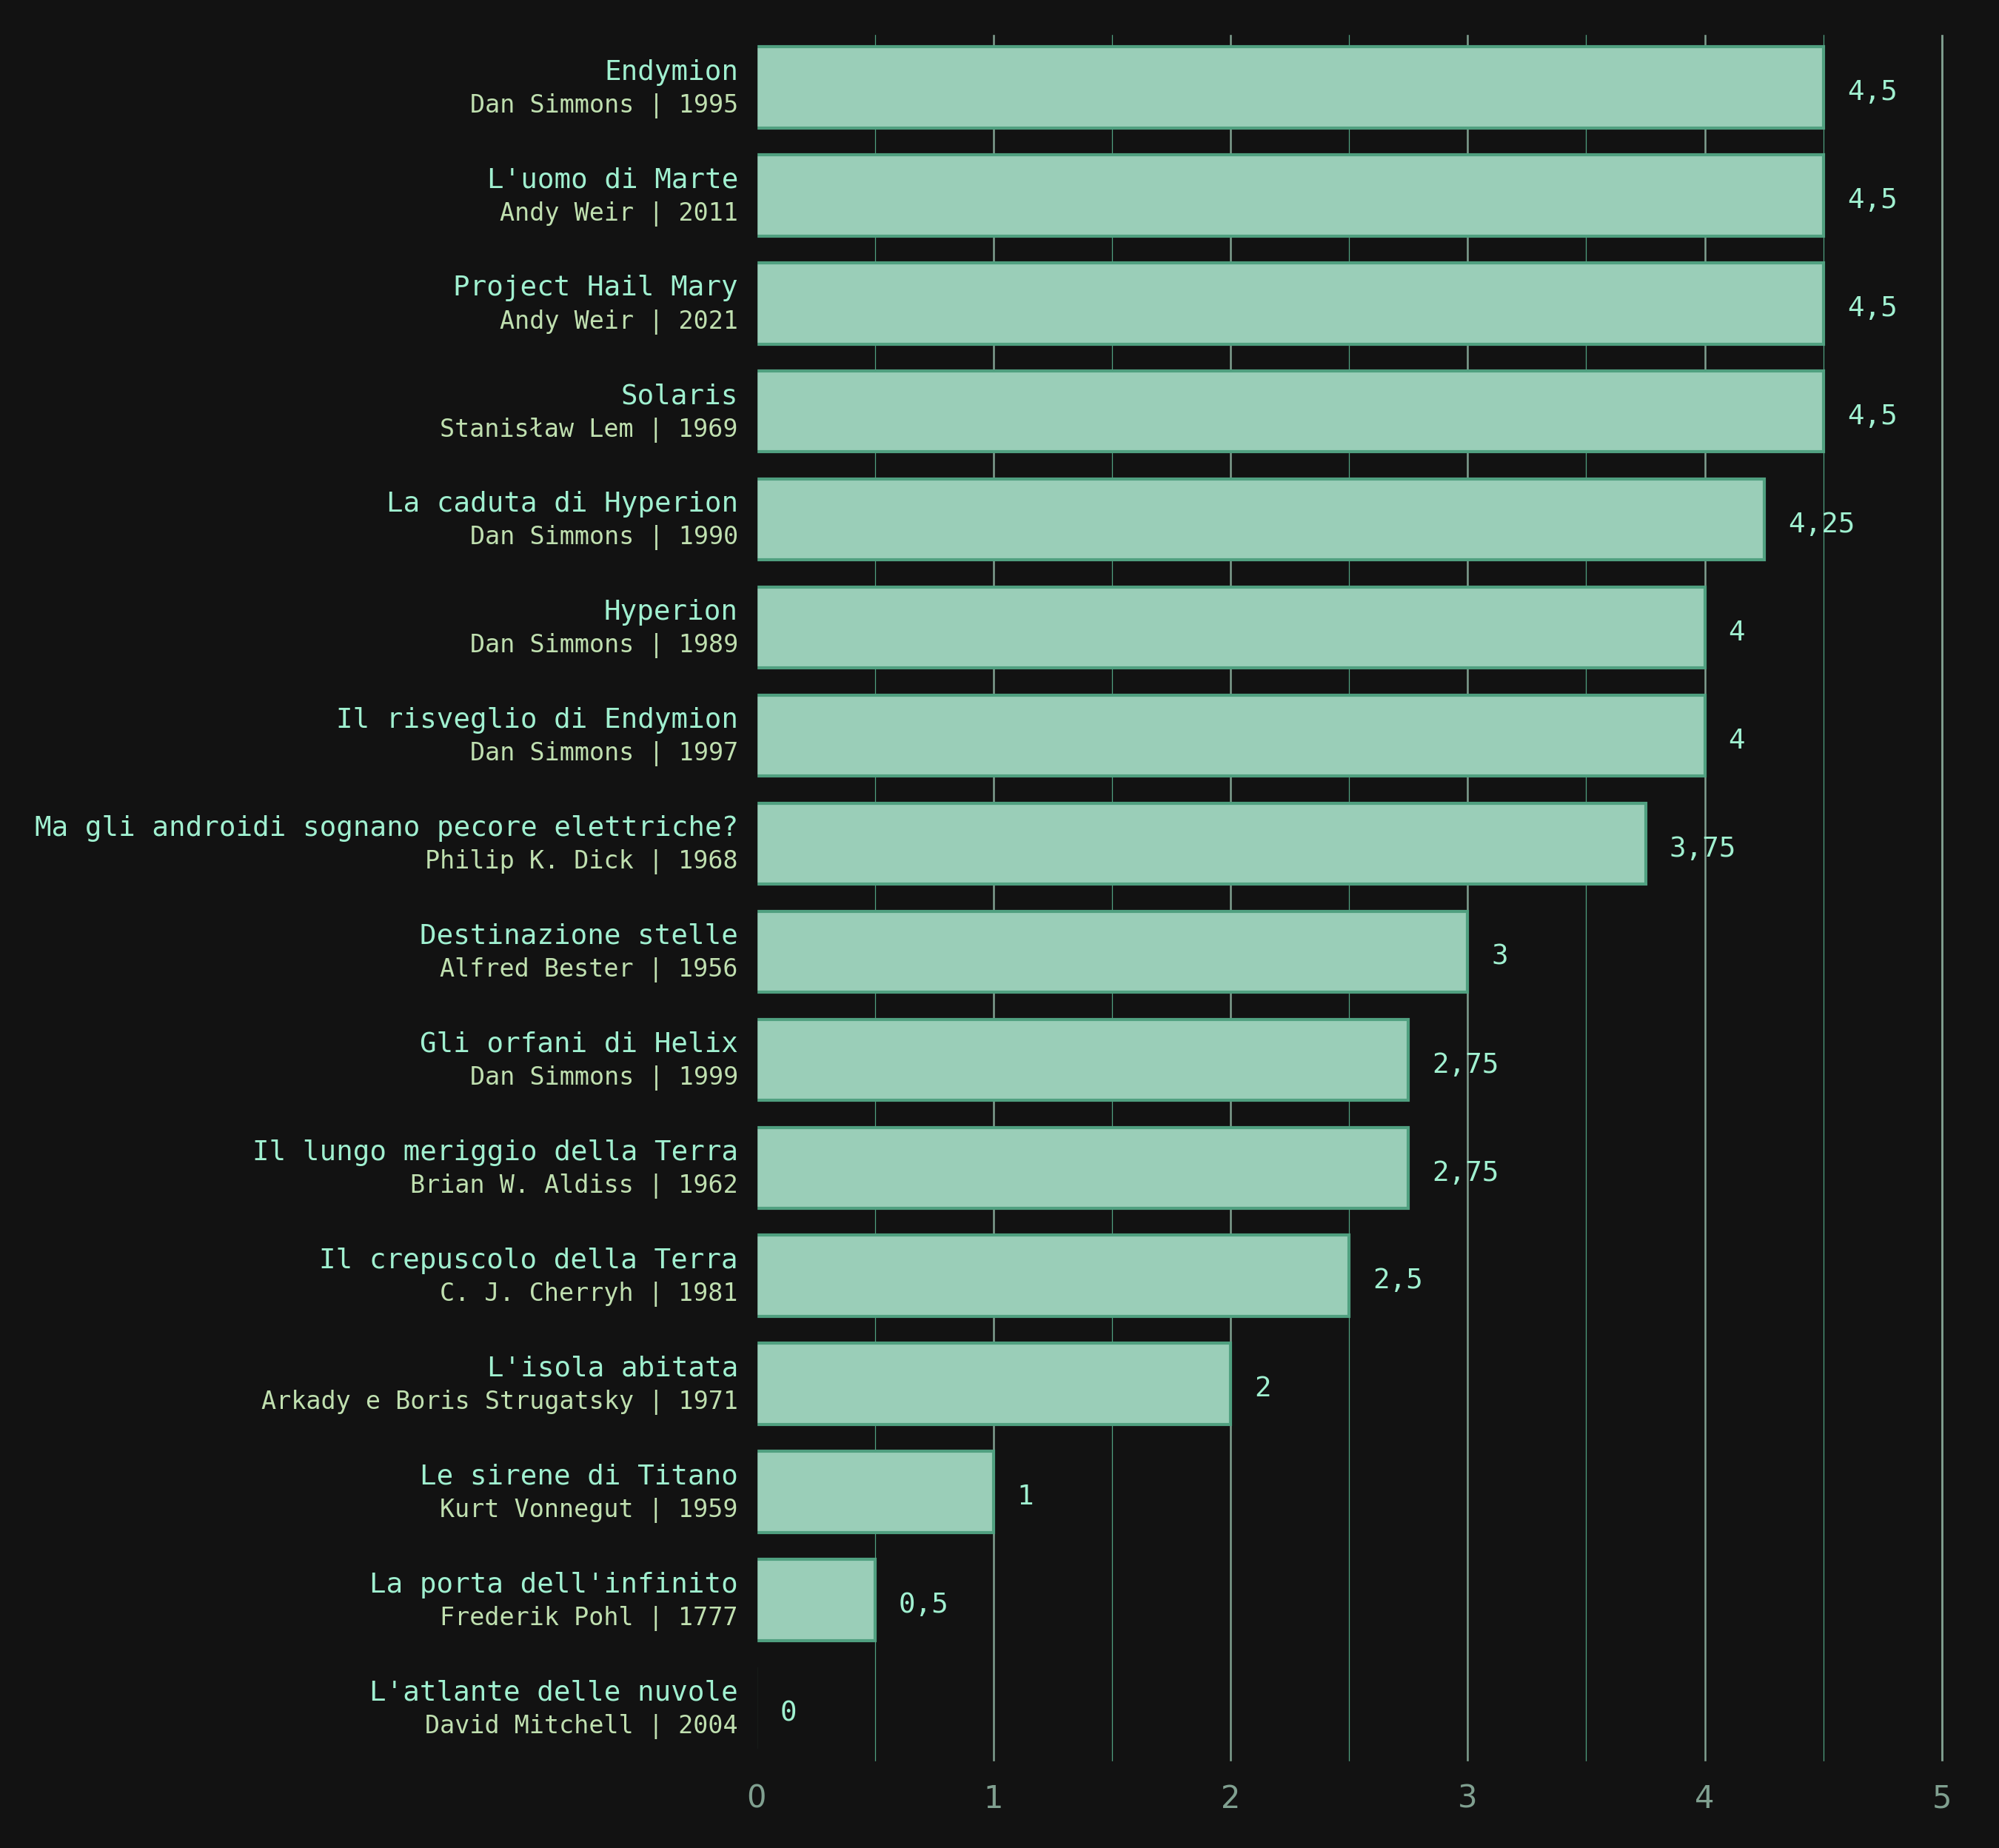 Endymion
Dan Simmons | 1995
4,5
L'uomo di Marte
Andy Weir | 2011
4,5
Project Hail Mary
Andy Weir | 2021
4,5
Solaris
Stanisław Lem | 1969
4,5
La caduta di Hyperion
Dan Simmons | 1990
4,25
Hyperion
Dan Simmons | 1989
4
Il risveglio di Endymion
Dan Simmons | 1997
4
Ma gli androidi sognano pecore elettriche?
Philip K. Dick | 1968
3,75
Destinazione stelle
Alfred Bester | 1956
3
Gli orfani di Helix
Dan Simmons | 1999
2,75
Il lungo meriggio della Terra
Brian W. Aldiss | 1962
2,75
Il crepuscolo della Terra
C. J. Cherryh | 1981
2,5
L'isola abitata
Arkady e Boris Strugatsky | 1971
2
Le sirene di Titano
Kurt Vonnegut | 1959
1
La porta dell'infinito
Frederik Pohl | 1777
0,5
L'atlante delle nuvole
David Mitchell | 2004
0
0 1 2 3 4 5